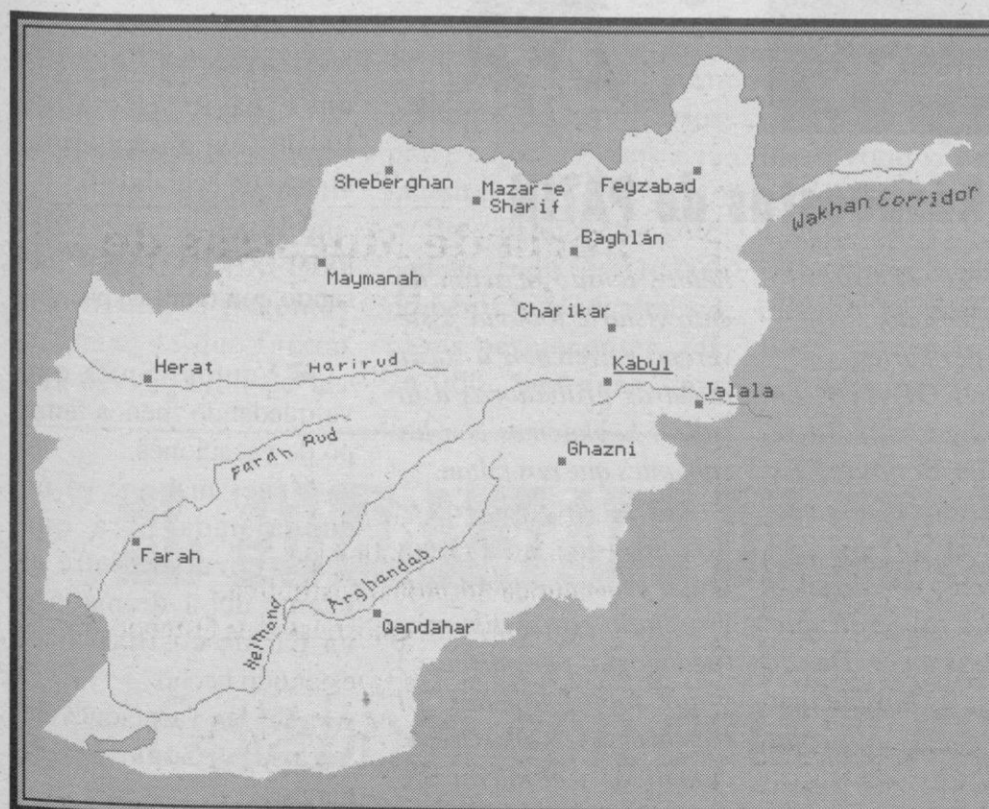 Sheberghan
Mazar-e
Sharif
Feyzabad
Wakhan Corridor
Baghlan
Maymanah
Charikar
Herat
Harirud
Kabul
Jalala
Farah Rud
Ghazni
Farah
Arghandab
Helmand
Qandahar